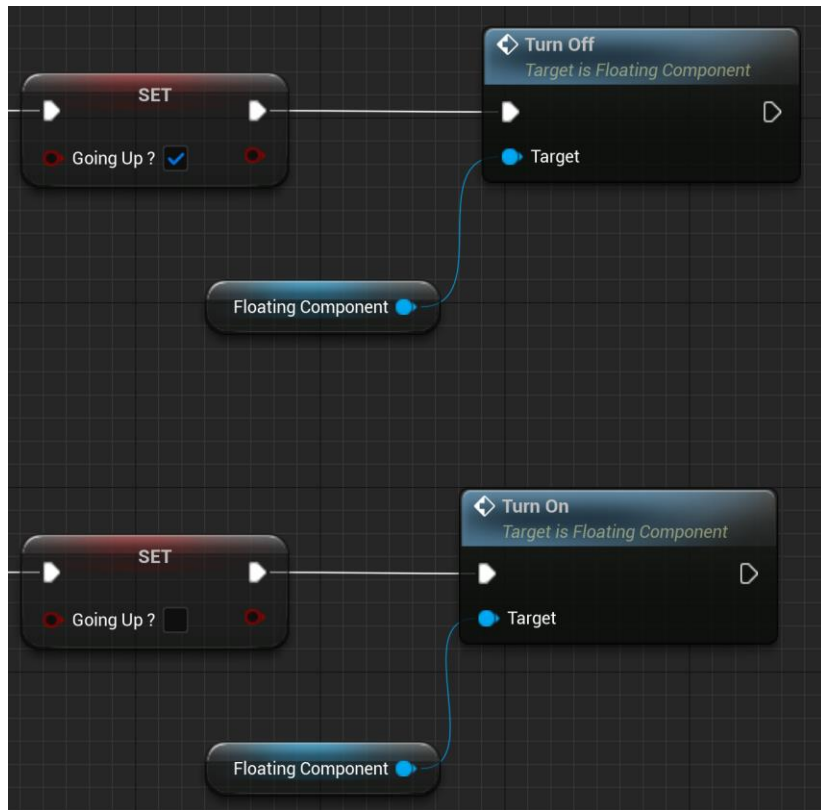 Turn Off
Target is Floating Component
SET
Going Up ?
Target
Floating Component
Turn On
Target is Floating Component
SET
Going Up ?
Target
Floating Component